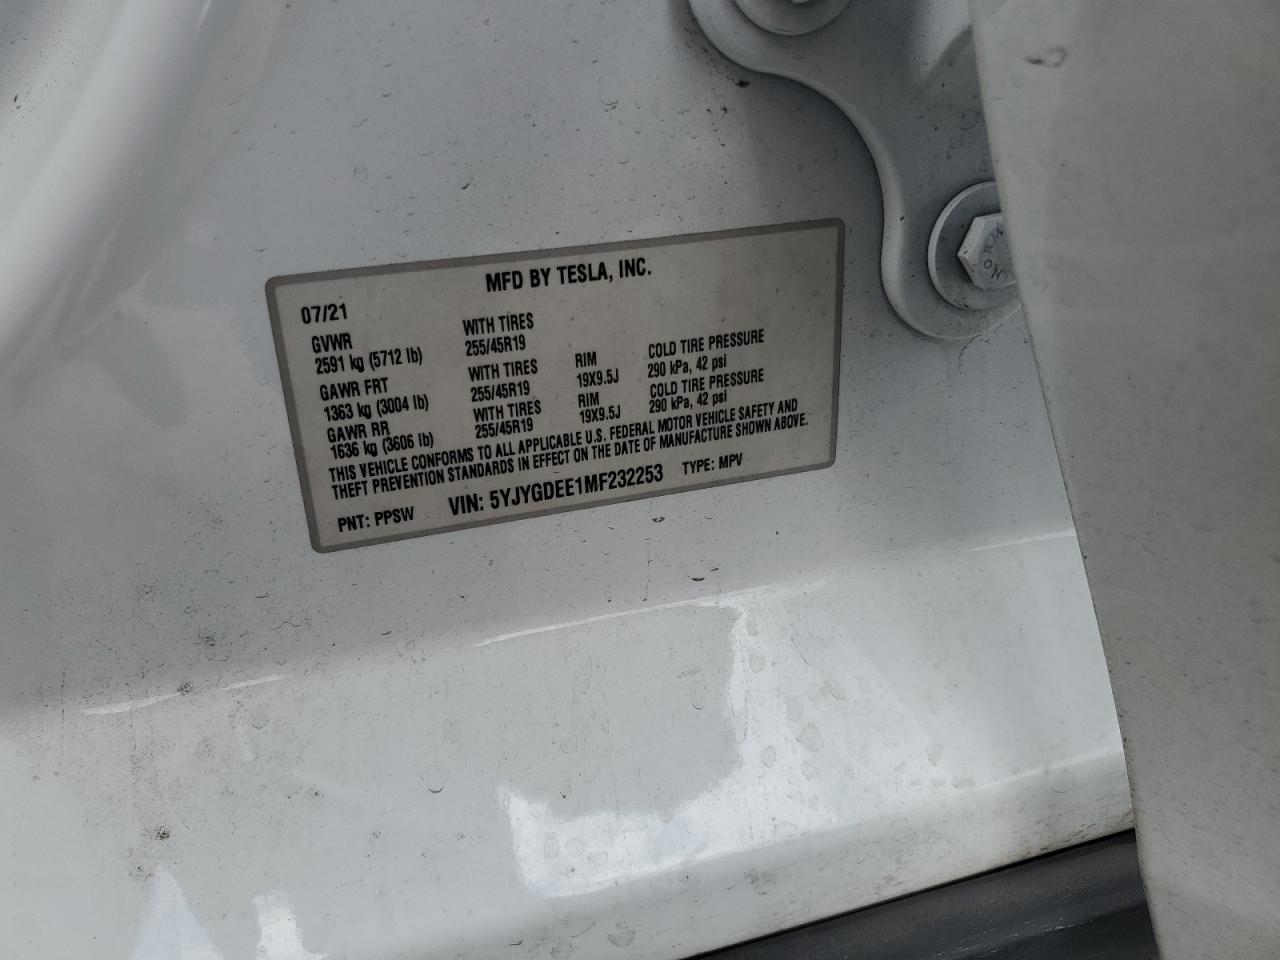 MFD BY TESLA, INC.
07/21
GVWR WITH TIRES
2591 kg (5712 lb) 255/45R19
GAWR FRT WITH TIRES RIM COLD TIRE PRESSURE
1363 kg (3004 lb) 255/45R19 19X9.5J 290 kPa, 42 psi
GAWR RR WITH TIRES RIM COLD TIRE PRESSURE
1636 kg (3606 lb) 255/45R19 19X9.5J 290 kPa, 42 psi
THIS VEHICLE CONFORMS TO ALL APPLICABLE U.S. FEDERAL MOTOR VEHICLE SAFETY AND
THEFT PREVENTION STANDARDS IN EFFECT ON THE DATE OF MANUFACTURE SHOWN ABOVE.
PNT: PPSW VIN: 5YJYGDEE1MF232253 TYPE: MPV